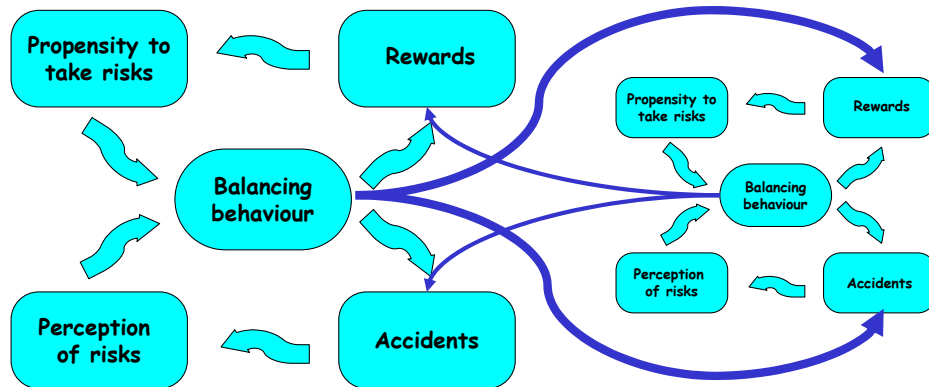 Propensity to
take risks
Rewards
Balancing
behaviour
Perception
of risks
Accidents
Propensity to
take risks
Rewards
Balancing
behaviour
Perception
of risks
Accidents